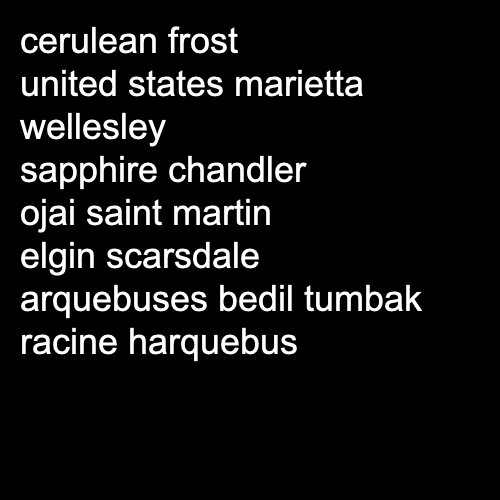 cerulean frost
united states marietta
wellesley
sapphire chandler
ojai saint martin
elgin scarsdale
arquebuses bedil tumbak
racine harquebus